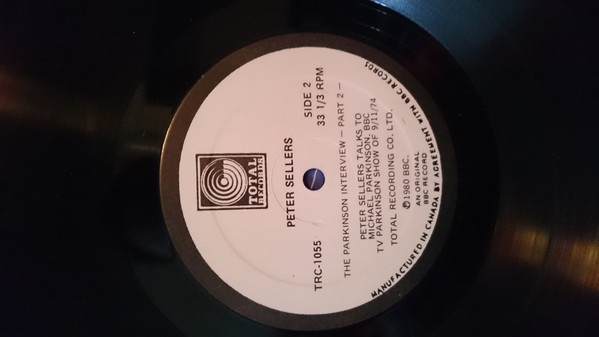 TOTAL
RECORDS
PETER SELLERS
TRC-1055
SIDE 2
33 1/3 RPM
THE PARKINSON INTERVIEW — PART 2 —
PETER SELLERS TALKS TO
MICHAEL PARKINSON, BBC
TV PARKINSON SHOW OF 9/11/74
TOTAL RECORDING CO. LTD.
©1980 BBC.
AN ORIGINAL
BBC RECORD
MANUFACTURED IN CANADA BY AGREEMENT WITH BBC RECORDS